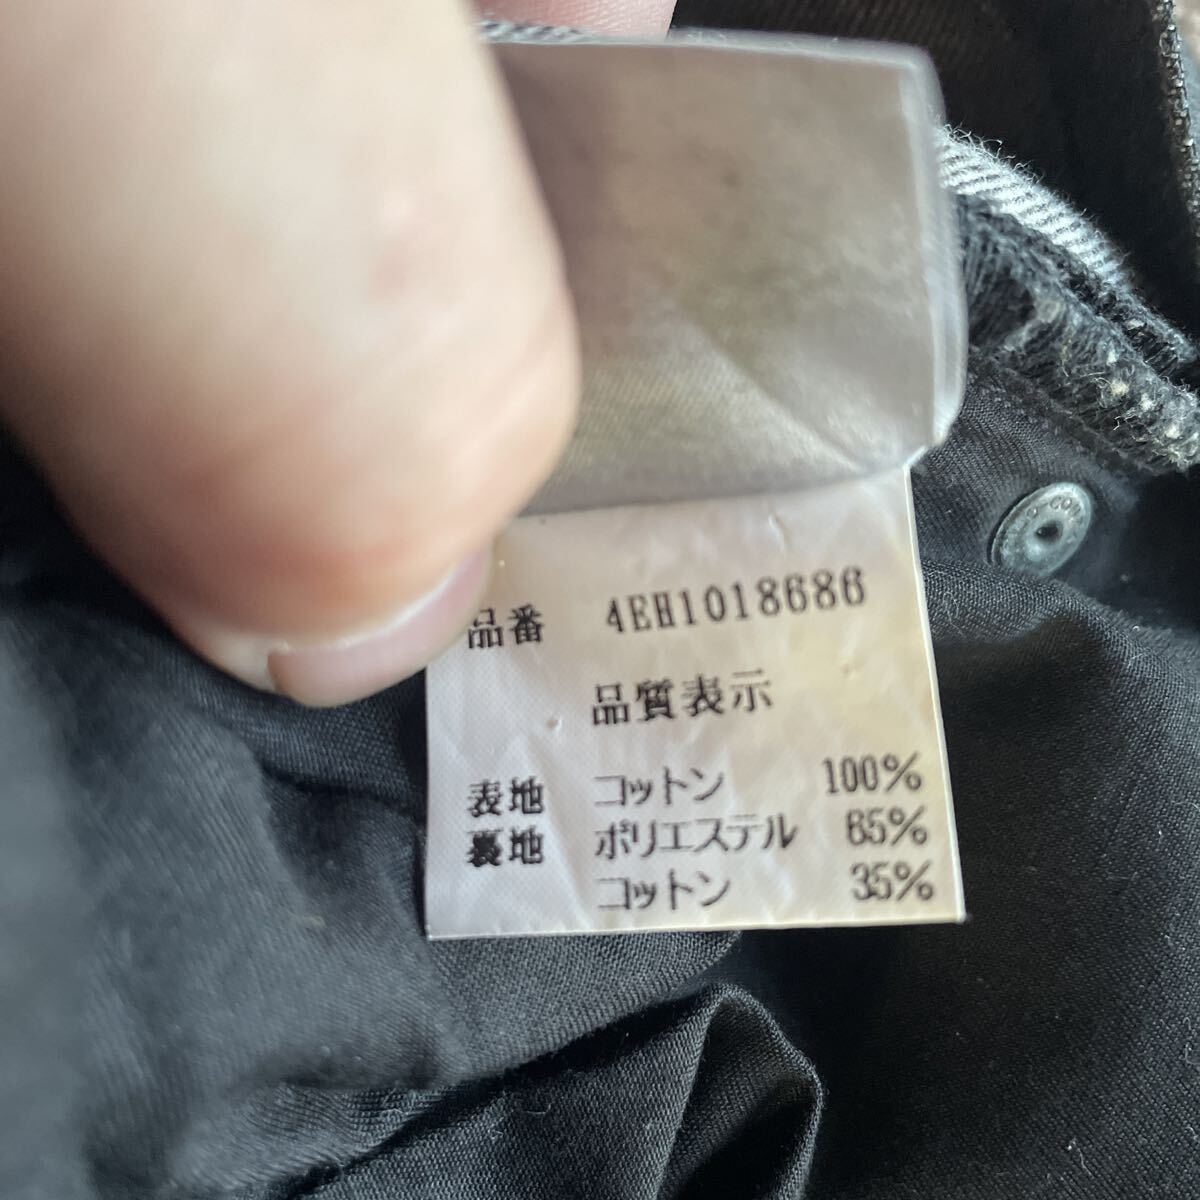 品番 4EH1018686
品質表示
表地 コットン 100%
裏地 ポリエステル 65%
コットン 35%